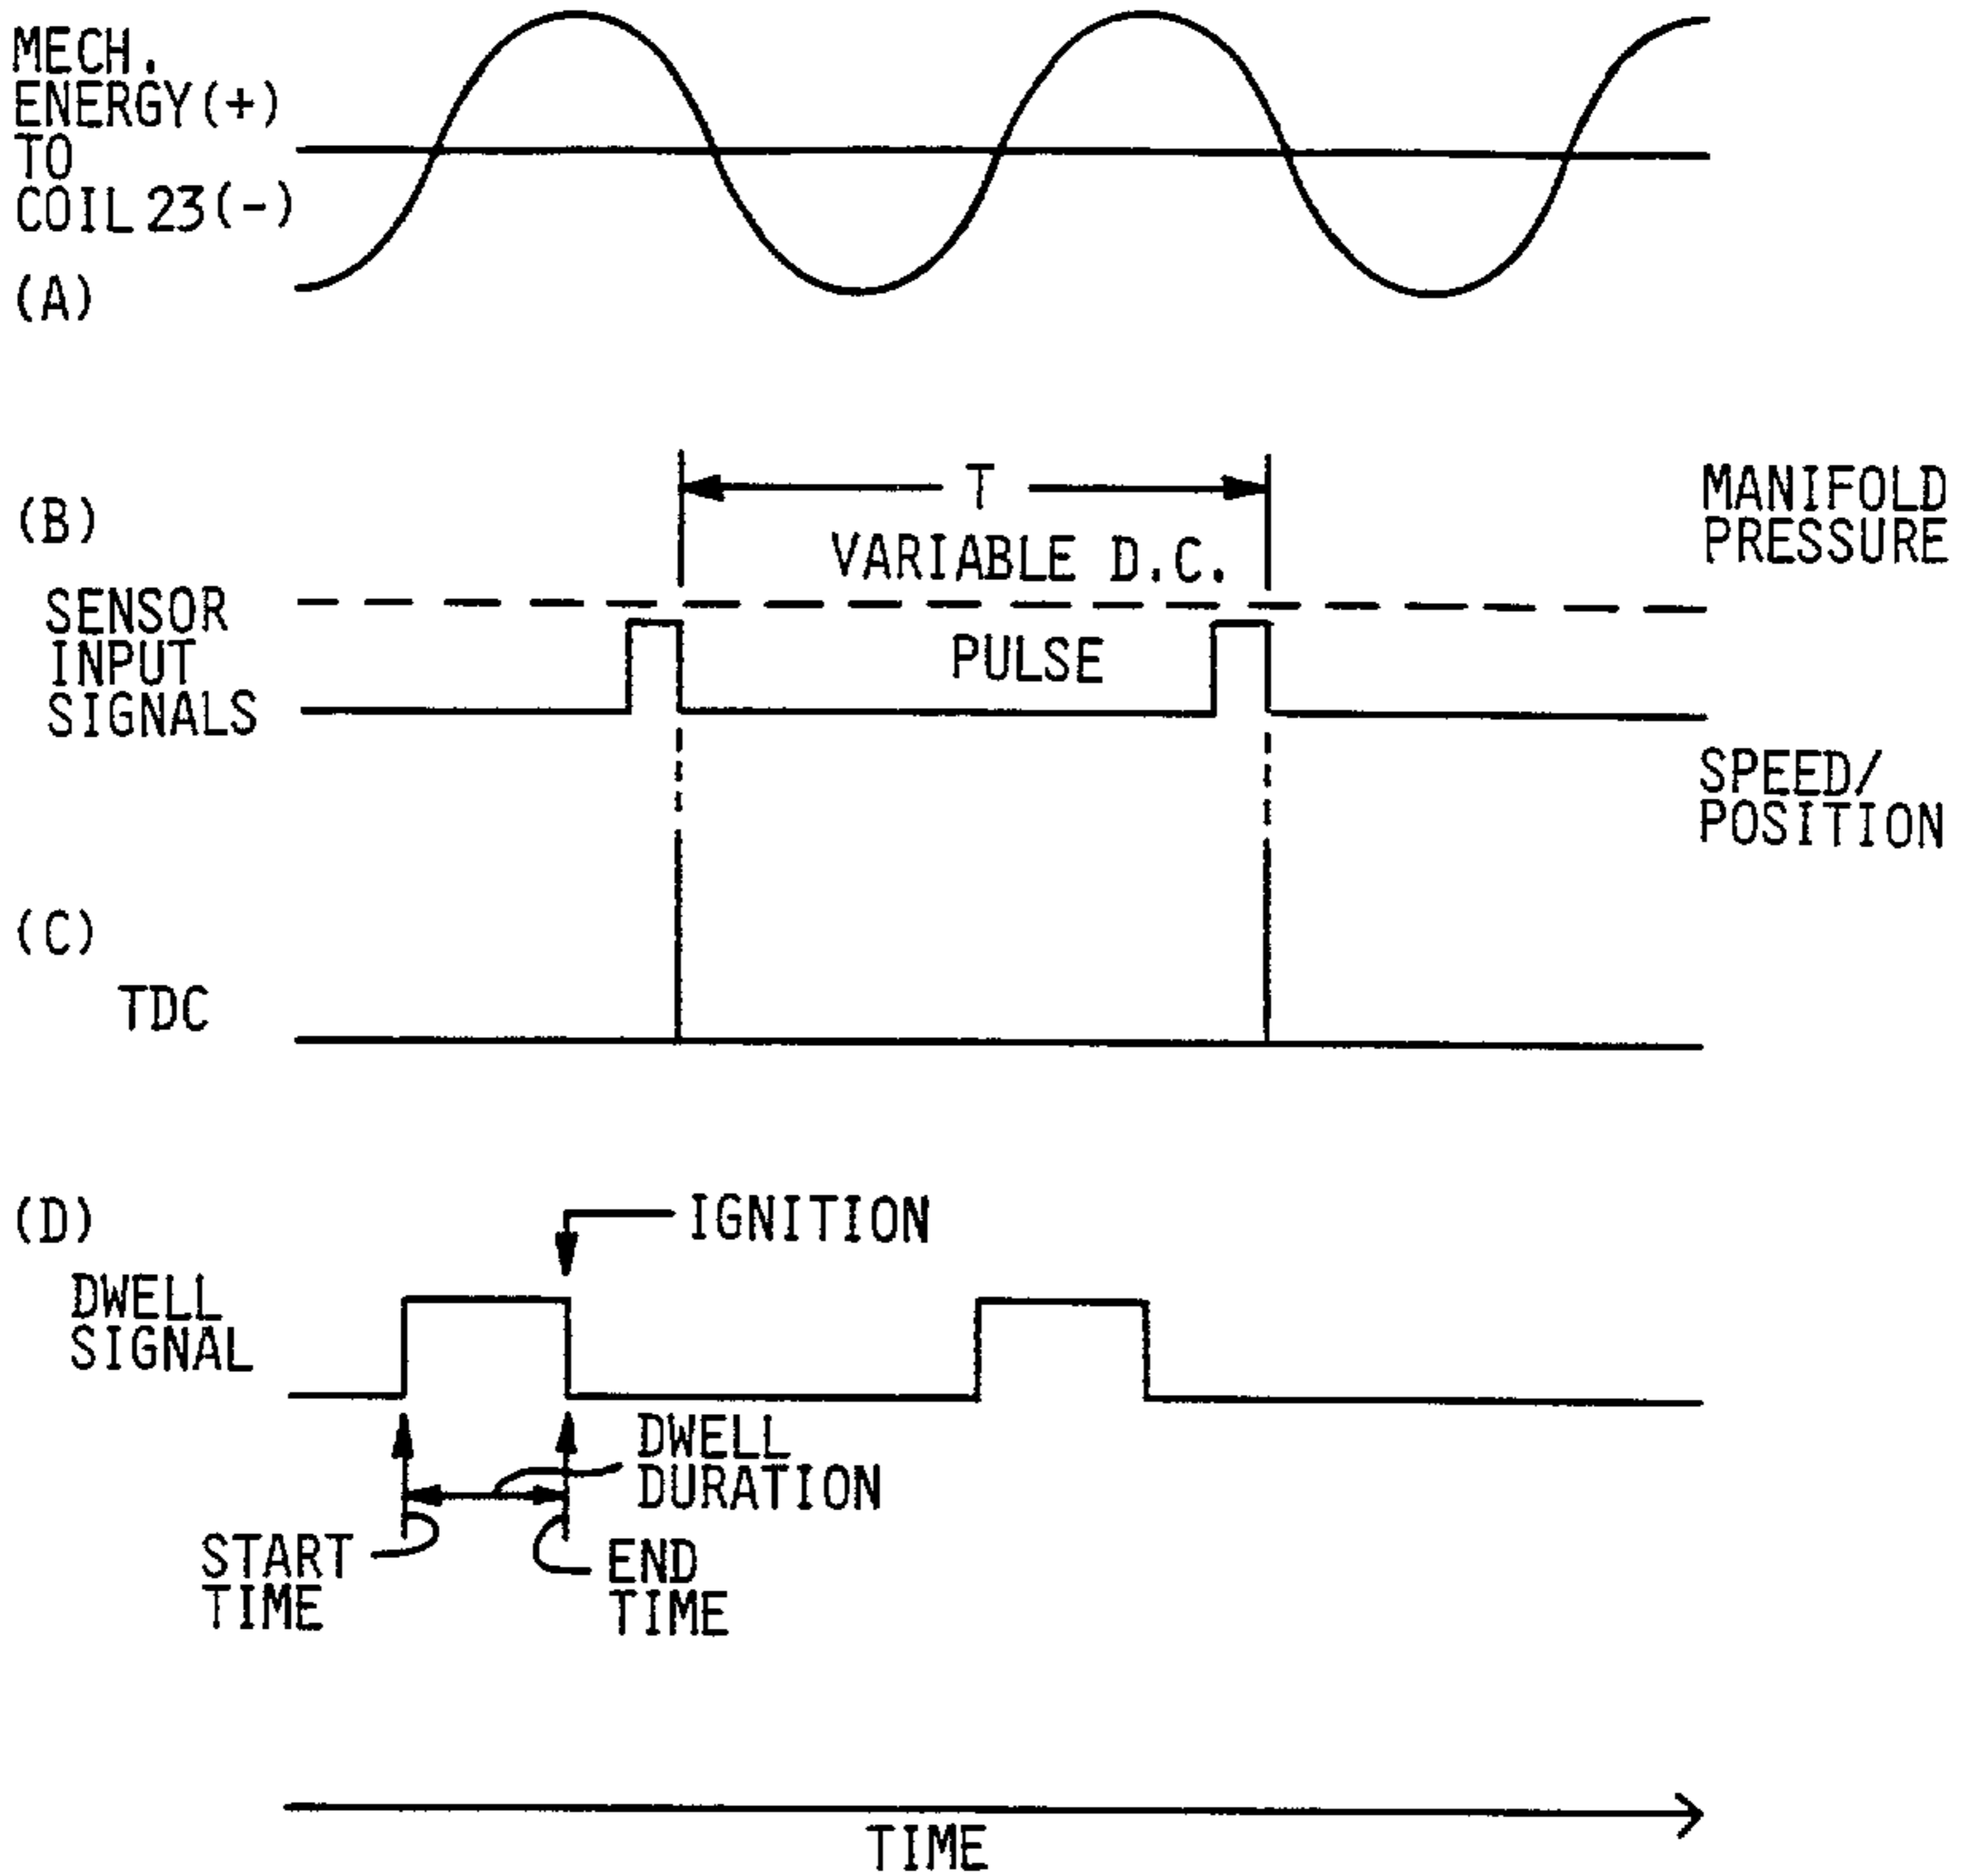 MECH.
ENERGY(+)
TO
COIL 23(-)
(A)
(B)
T
MANIFOLD
PRESSURE
VARIABLE D.C.
SENSOR
INPUT
SIGNALS
PULSE
SPEED/
POSITION
(C)
TDC
(D)
IGNITION
DWELL
SIGNAL
DWELL
DURATION
START
TIME
END
TIME
TIME